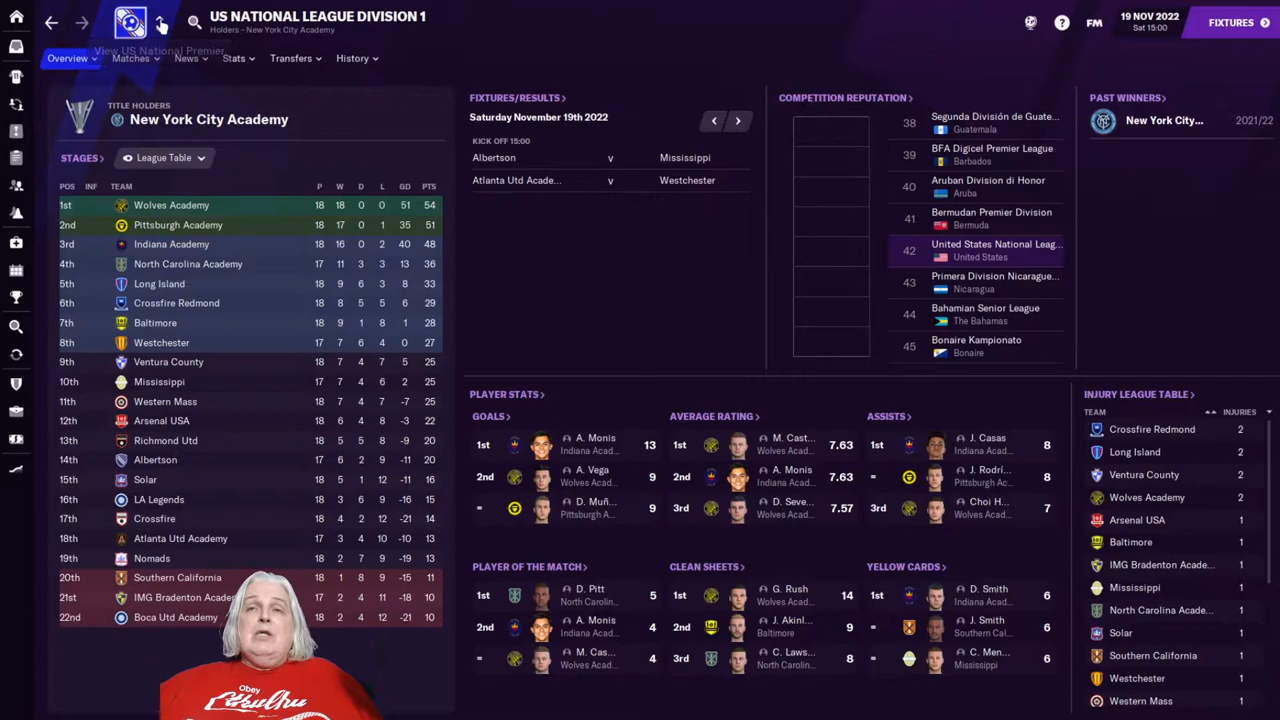 US NATIONAL LEAGUE DIVISION 1
Holders - New York City Academy
FM
19 NOV 2022
Sat 15:00
FIXTURES
View US National Premier
Overview
Matches
News
Stats
Transfers
History
TITLE HOLDERS
New York City Academy
STAGES
League Table
POS INF TEAM P W D L GD PTS
1st Wolves Academy 18 18 0 0 51 54
2nd Pittsburgh Academy 18 17 0 1 35 51
3rd Indiana Academy 18 16 0 2 40 48
4th North Carolina Academy 17 11 3 3 13 36
5th Long Island 18 9 6 3 8 33
6th Crossfire Redmond 18 8 5 5 6 29
7th Baltimore 18 9 1 8 1 28
8th Westchester 17 7 6 4 0 27
9th Ventura County 18 7 4 7 5 25
10th Mississippi 17 7 4 6 2 25
11th Western Mass 18 7 4 7 -7 25
12th Arsenal USA 18 6 4 8 -3 22
13th Richmond Utd 18 5 5 8 -9 20
14th Albertson 17 6 2 9 -11 20
15th Solar 18 5 1 12 -11 16
16th LA Legends 18 3 6 9 -16 15
17th Crossfire 18 4 2 12 -21 14
18th Atlanta Utd Academy 17 3 4 10 -10 13
19th Nomads 18 2 7 9 -19 13
20th Southern California 18 1 8 9 -15 11
21st IMG Bradenton Academy 17 2 4 11 -18 10
22nd Boca Utd Academy 18 2 4 12 -21 10
FIXTURES/RESULTS
Saturday November 19th 2022
KICK OFF 15:00
Albertson v Mississippi
Atlanta Utd Acade... v Westchester
COMPETITION REPUTATION
38 Segunda División de Guate...
Guatemala
39 BFA Digicel Premier League
Barbados
40 Aruban Division di Honor
Aruba
41 Bermudan Premier Division
Bermuda
42 United States National Leag...
United States
43 Primera Division Nicarague...
Nicaragua
44 Bahamian Senior League
The Bahamas
45 Bonaire Kampionato
Bonaire
PAST WINNERS
New York City... 2021/22
PLAYER STATS
GOALS
1st A. Monis 13
Indiana Acade...
2nd A. Vega 9
Wolves Acade...
= D. Muñ... 9
Pittsburgh A...
AVERAGE RATING
1st M. Cast... 7.63
Wolves Acad...
2nd A. Monis 7.63
Indiana Acad...
3rd D. Seve... 7.57
Wolves Acad...
ASSISTS
1st J. Casas 8
Indiana Acade...
= J. Rodrí... 8
Pittsburgh Ac...
3rd Choi H... 7
Wolves Acad...
PLAYER OF THE MATCH
1st D. Pitt 5
North Carolin...
2nd A. Monis 4
Indiana Acad...
= M. Cas... 4
Wolves Acad...
CLEAN SHEETS
1st G. Rush 14
Wolves Acade...
2nd J. Akinl... 9
Baltimore
3rd C. Laws... 8
North Carolin...
YELLOW CARDS
1st D. Smith 6
Indiana Acade...
= J. Smith 6
Southern Cal...
= C. Men... 6
Mississippi
INJURY LEAGUE TABLE
TEAM INJURIES
Crossfire Redmond 2
Long Island 2
Ventura County 2
Wolves Academy 2
Arsenal USA 1
Baltimore 1
IMG Bradenton Acade... 1
Mississippi 1
North Carolina Acade... 1
Solar 1
Southern California 1
Westchester 1
Western Mass 1
Obey
Cthulhu